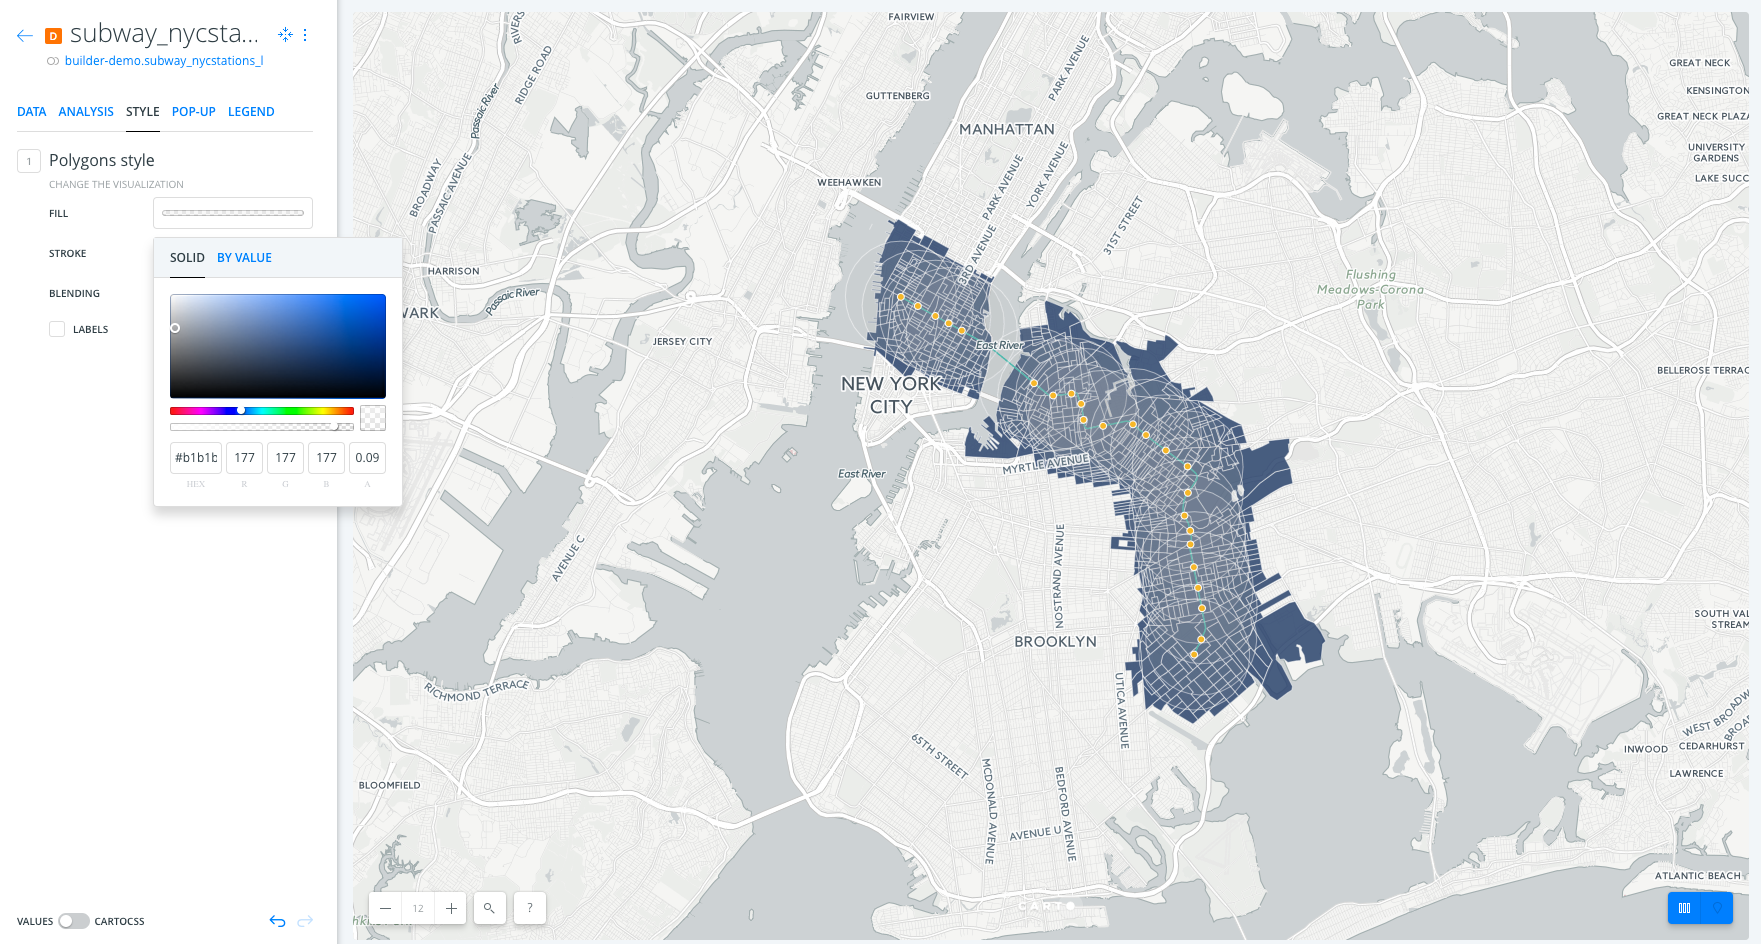 D subway_nycsta...
builder-demo.subway_nycstations_l
DATA ANALYSIS STYLE POP-UP LEGEND
1 Polygons style
CHANGE THE VISUALIZATION
FILL
STROKE
BLENDING
LABELS
SOLID BY VALUE
#b1b1b 177 177 177 0.09
HEX R G B A
VALUES CARTOCSS
FAIRVIEW
RIDGE ROAD
PARK AVENUE
GREAT NECK
KENSINGTON
GUTTENBERG
Passaic River
GREAT NECK PLAZA
MANHATTAN
UNIVERSITY
GARDENS
BROADWAY
PASSAIC AVENUE
WEEHAWKEN
PARK AVENUE
YORK AVENUE
LAKE SUCC
31ST STREET
3RD AVENUE
HARRISON
Flushing
Meadows-Corona
Park
Passaic River
WARK
JERSEY CITY
East River
BELLEROSE TERRAC
NEW YORK
CITY
MYRTLE AVENUE
East River
AVENUE C
NOSTRAND AVENUE
SOUTH VAL
STREAM
BROOKLYN
RICHMOND TERRACE
UTICA AVENUE
WEST BROADW
BROA
65TH STREET
INWOOD CEDARHURST
LAWRENCE
BLOOMFIELD
MCDONALD AVENUE
BEDFORD AVENUE
AVENUE U
ATLANTIC BEACH
12
?
CARTO